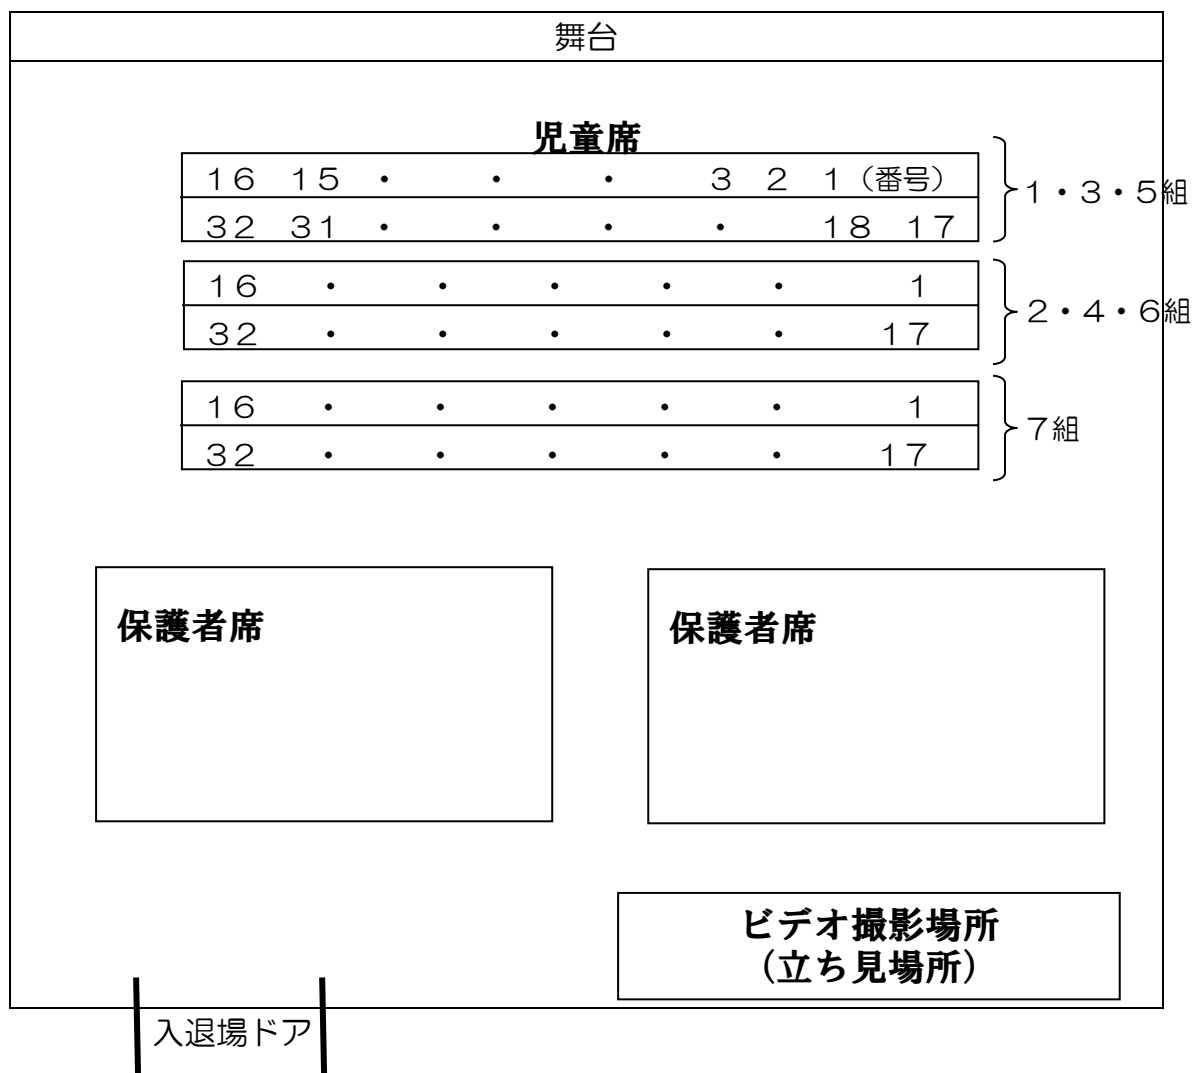 舞台
児童席
１６ １５ ・ ・ ・ ３ ２ １（番号）
３２ ３１ ・ ・ ・ ・ １８ １７
１・３・５組
１６ ・ ・ ・ ・ ・ １
３２ ・ ・ ・ ・ ・ １７
２・４・６組
１６ ・ ・ ・ ・ ・ １
３２ ・ ・ ・ ・ ・ １７
７組
保護者席
保護者席
ビデオ撮影場所
（立ち見場所）
入退場ドア